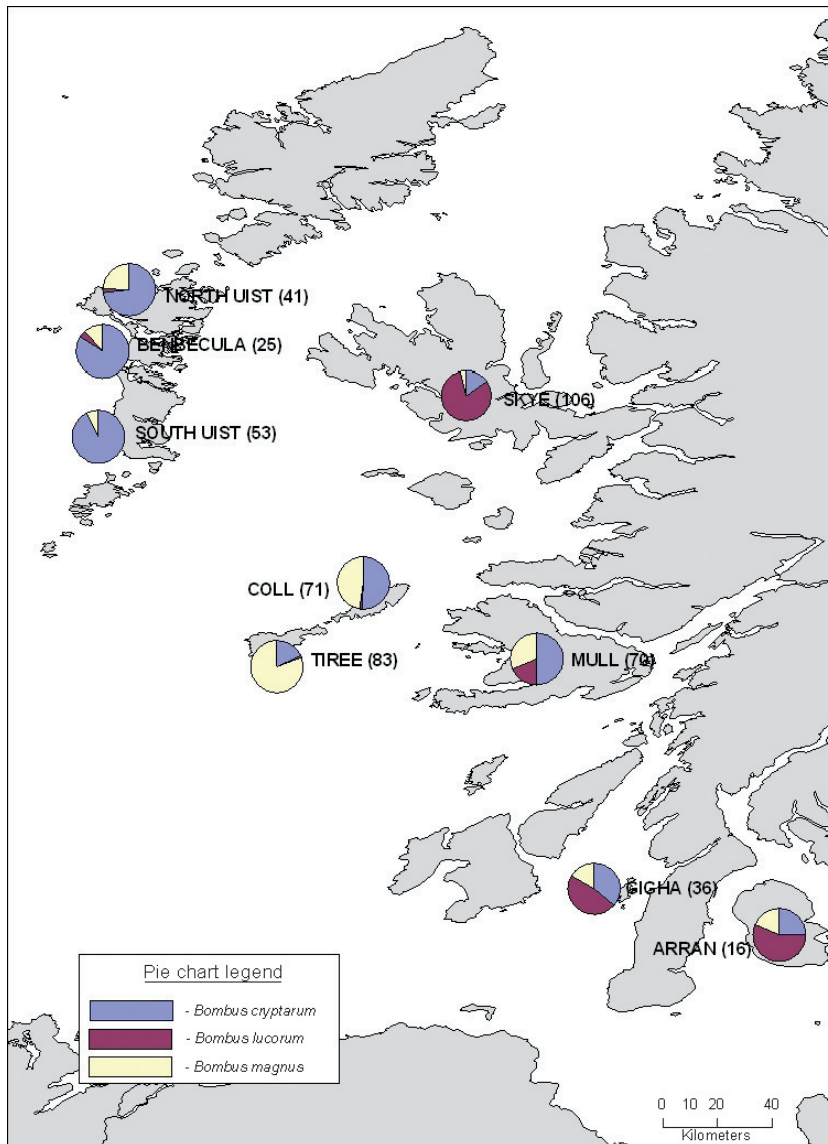 NORTH UIST (41)
BENBECULA (25)
SKYE (106)
SOUTH UIST (53)
COLL (71)
TIREE (83)
MULL (70)
GIGHA (36)
ARRAN (16)
Pie chart legend
- Bombus cryptarum
- Bombus lucorum
- Bombus magnus
0 10 20 40
Kilometers